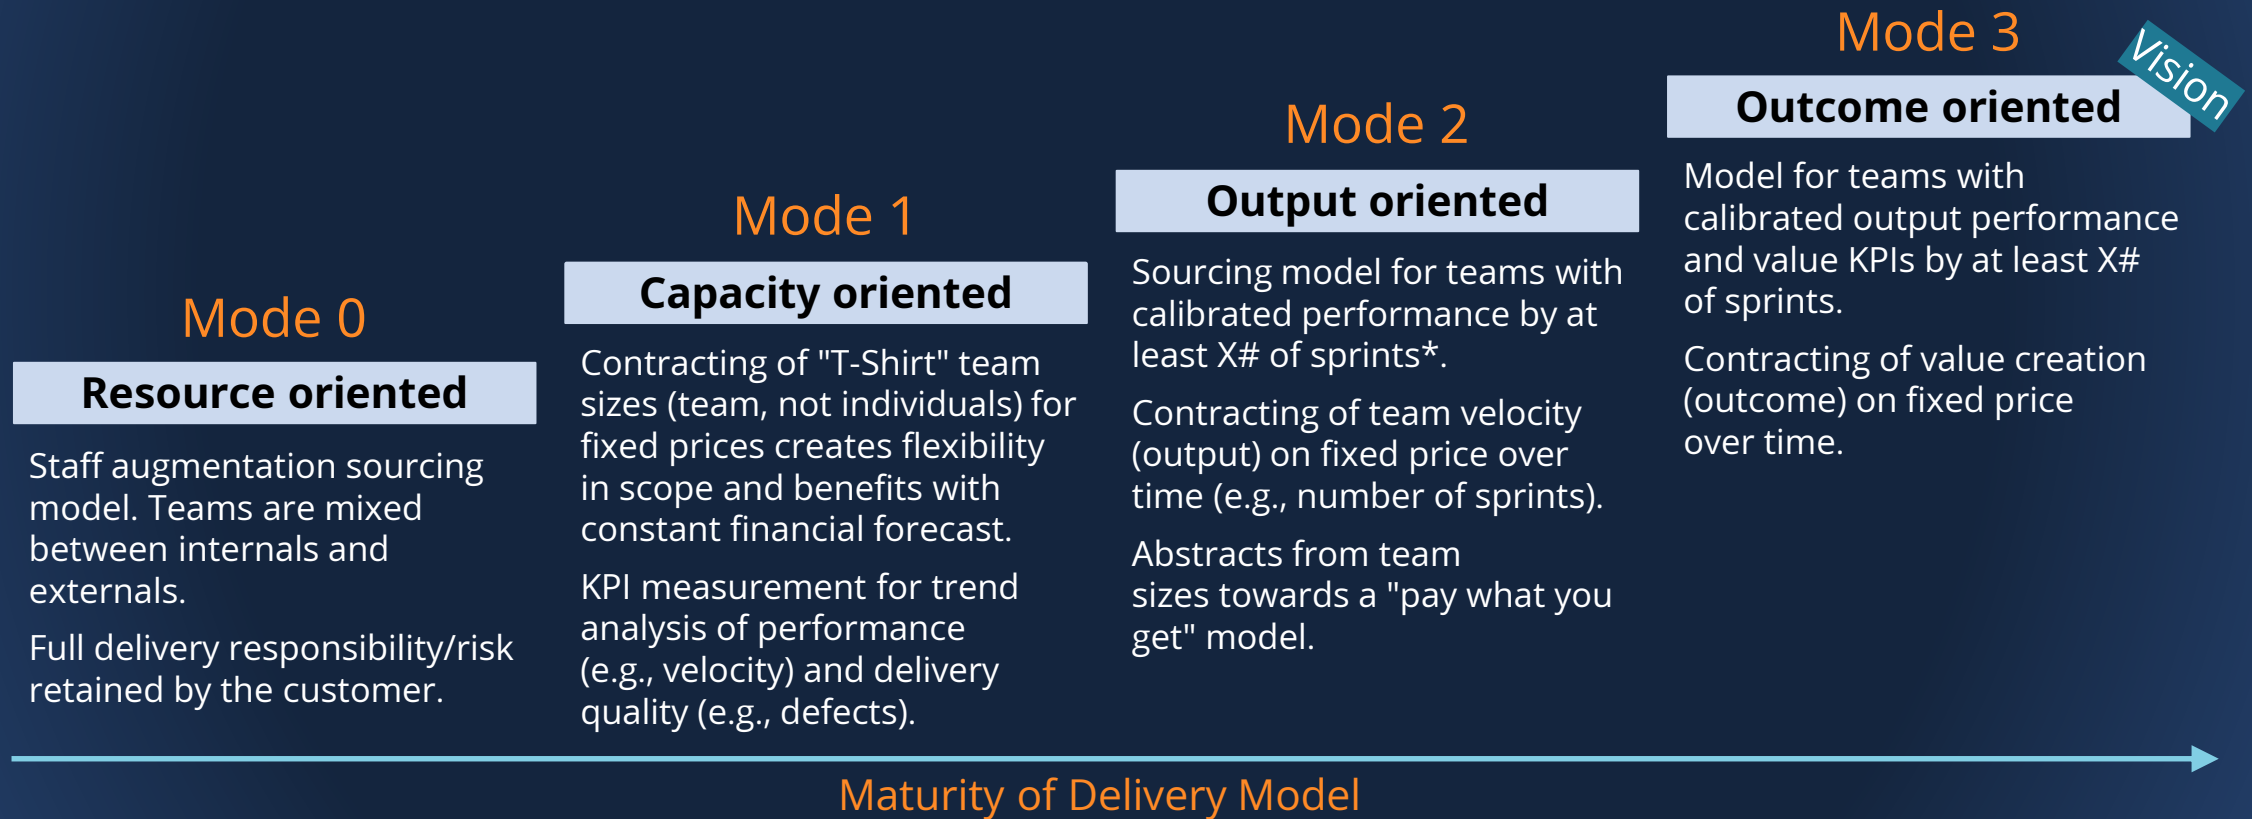 Mode 0
Resource oriented
Staff augmentation sourcing
model. Teams are mixed
between internals and
externals.
Full delivery responsibility/risk
retained by the customer.
Mode 1
Capacity oriented
Contracting of "T-Shirt" team
sizes (team, not individuals) for
fixed prices creates flexibility
in scope and benefits with
constant financial forecast.
KPI measurement for trend
analysis of performance
(e.g., velocity) and delivery
quality (e.g., defects).
Mode 2
Output oriented
Sourcing model for teams with
calibrated performance by at
least X# of sprints*.
Contracting of team velocity
(output) on fixed price over
time (e.g., number of sprints).
Abstracts from team
sizes towards a "pay what you
get" model.
Mode 3
Vision
Outcome oriented
Model for teams with
calibrated output performance
and value KPIs by at least X#
of sprints.
Contracting of value creation
(outcome) on fixed price
over time.
Maturity of Delivery Model